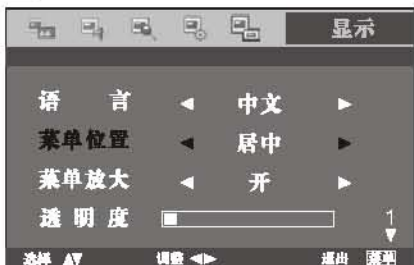 显示
语言 ◀ 中文 ▶
菜单位置 ◀ 居中 ▶
菜单放大 ◀ 开 ▶
透明度 1
选择 ▲▼ 调整 ◀▶ 退出 菜单